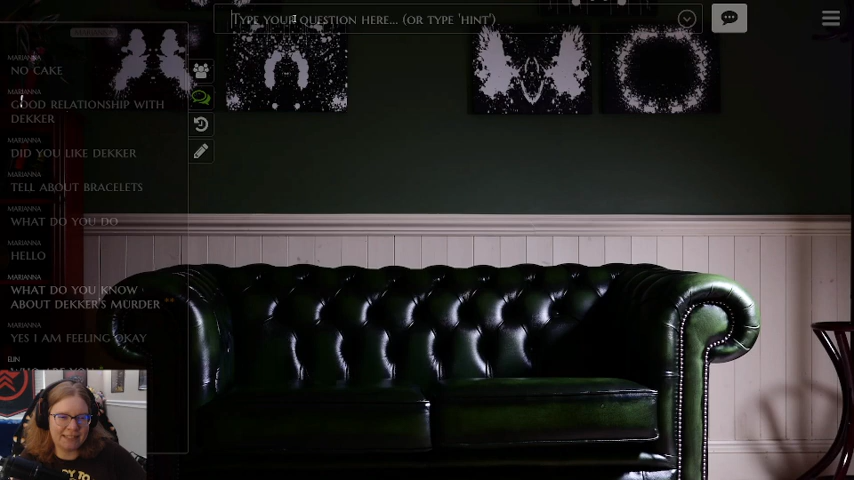 TYPE YOUR QUESTION HERE... (OR TYPE 'HINT')
MARIANNA
MARIANNA
NO CAKE
MARIANNA
GOOD RELATIONSHIP WITH
DEKKER
MARIANNA
DID YOU LIKE DEKKER
MARIANNA
TELL ABOUT BRACELETS
MARIANNA
WHAT DO YOU DO
MARIANNA
HELLO
MARIANNA
WHAT DO YOU KNOW
ABOUT DEKKER'S MURDER
MARIANNA
YES I AM FEELING OKAY
ELIN